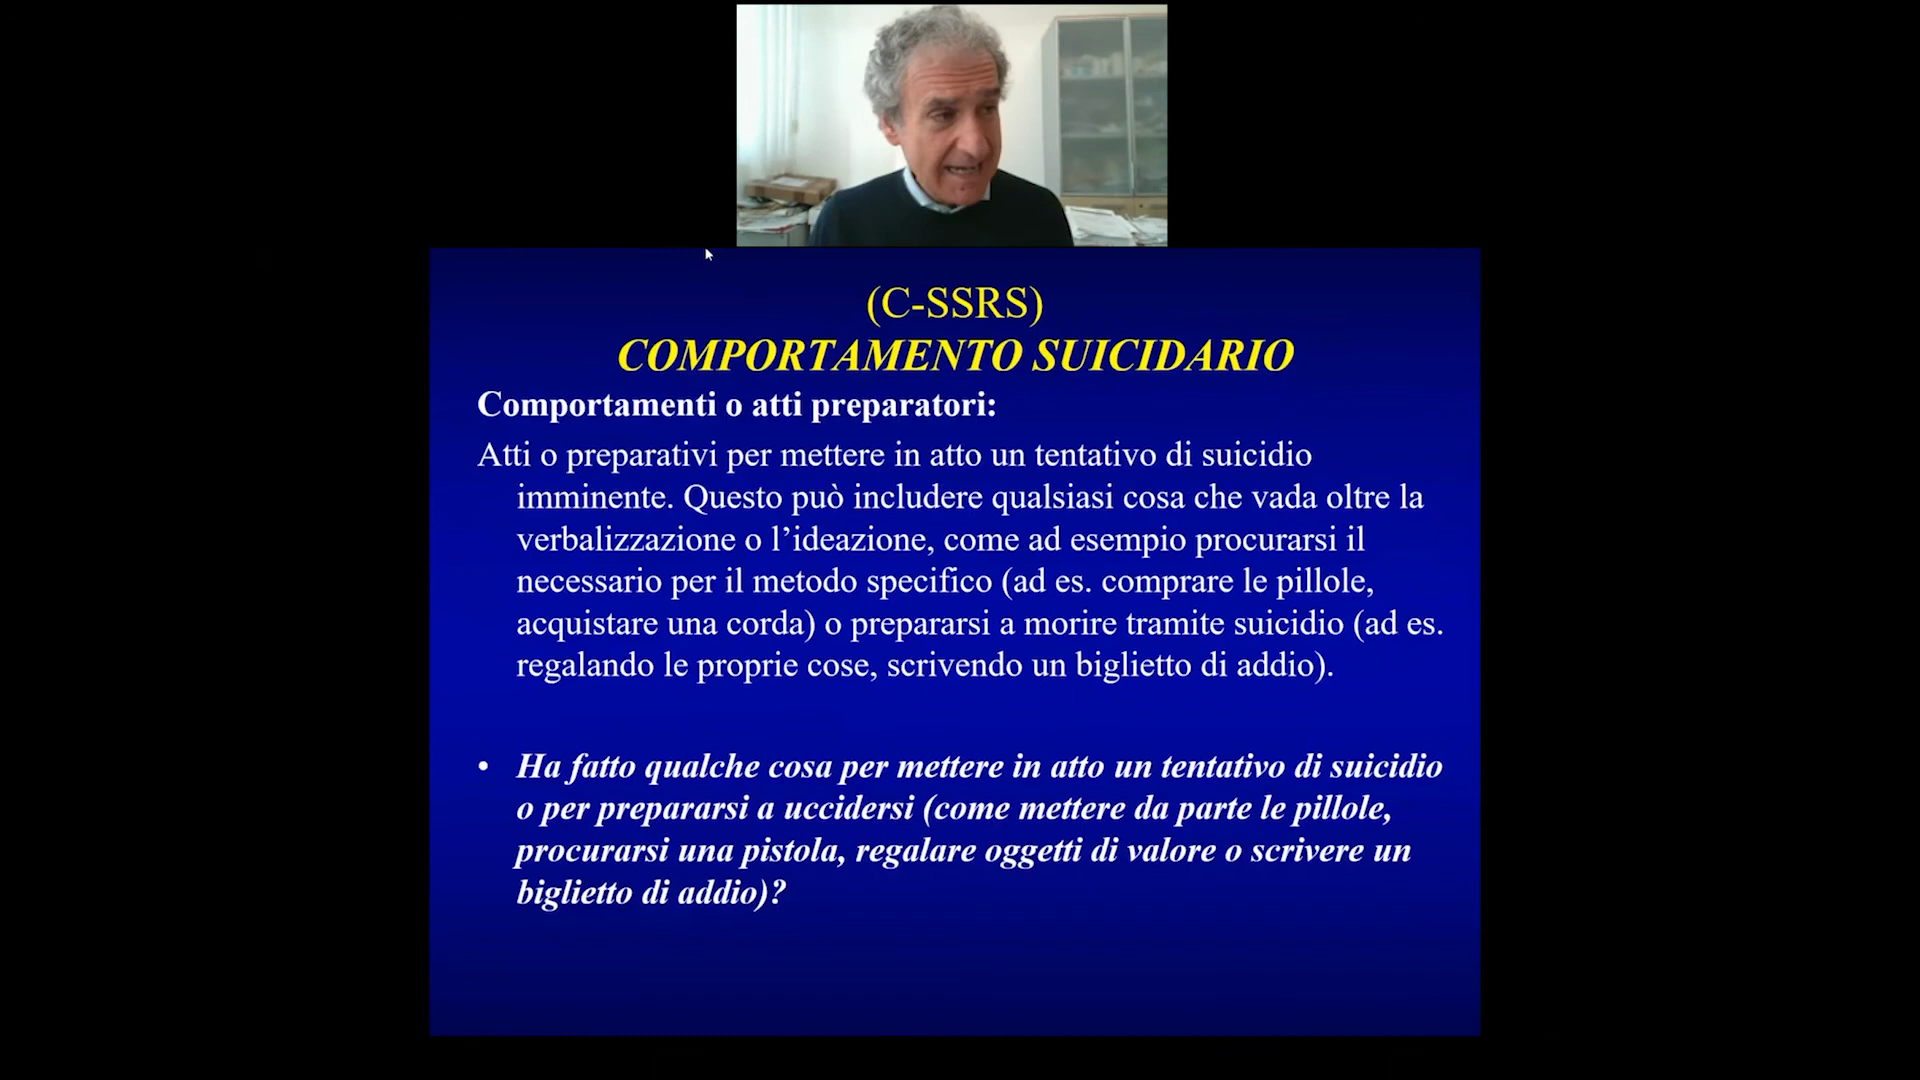 (C-SSRS)
COMPORTAMENTO SUICIDARIO
Comportamenti o atti preparatori:
Atti o preparativi per mettere in atto un tentativo di suicidio
imminente. Questo può includere qualsiasi cosa che vada oltre la
verbalizzazione o l’ideazione, come ad esempio procurarsi il
necessario per il metodo specifico (ad es. comprare le pillole,
acquistare una corda) o prepararsi a morire tramite suicidio (ad es.
regalando le proprie cose, scrivendo un biglietto di addio).
• Ha fatto qualche cosa per mettere in atto un tentativo di suicidio
o per prepararsi a uccidersi (come mettere da parte le pillole,
procurarsi una pistola, regalare oggetti di valore o scrivere un
biglietto di addio)?